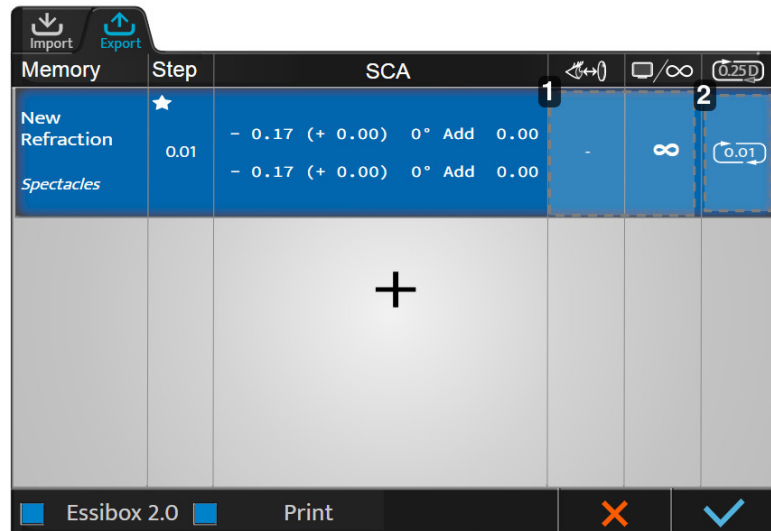 Import Export
Memory Step SCA 0.25D
1 2
New
Refraction
Spectacles
0.01
- 0.17 (+ 0.00) 0° Add 0.00
- 0.17 (+ 0.00) 0° Add 0.00
-
∞
0.01
+
Essibox 2.0 Print